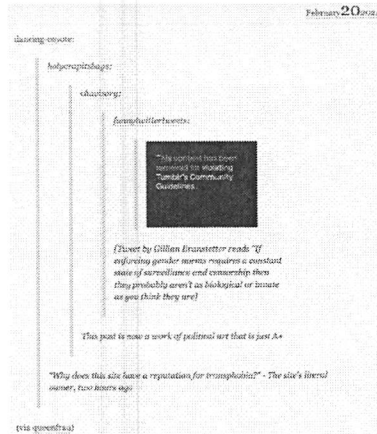 February 20 2024
dancing-coyote:
holycrapitsbags:
chavisory:
funnytwittertweets:
This content has been
removed for violating
Tumblr's Community
Guidelines
[Tweet by Gillian Branstetter reads "If
enforcing gender norms requires a constant
state of surveillance and censorship then
they probably aren't as biological or innate
as you think they are]
This post is now a work of political art that is just A+
"Why does this site have a reputation for transphobia?" - The site's literal
owner, two hours ago
(via queenfrau)